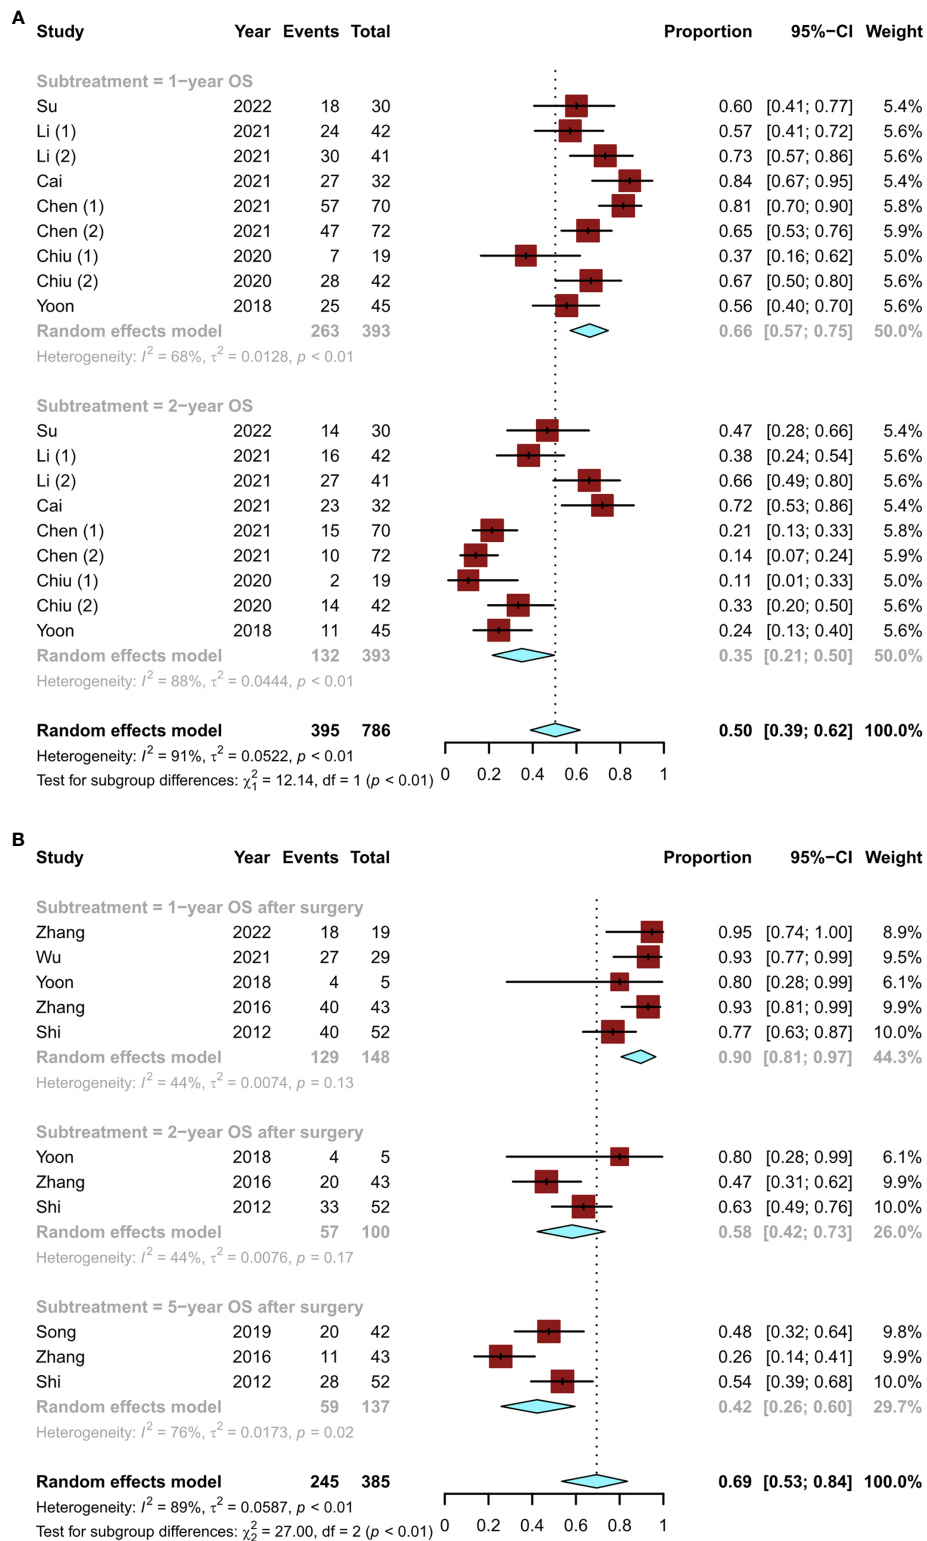 A
Study Year Events Total Proportion 95%−CI Weight
Subtreatment = 1−year OS
Su 2022 18 30 0.60 [0.41; 0.77] 5.4%
Li (1) 2021 24 42 0.57 [0.41; 0.72] 5.6%
Li (2) 2021 30 41 0.73 [0.57; 0.86] 5.6%
Cai 2021 27 32 0.84 [0.67; 0.95] 5.4%
Chen (1) 2021 57 70 0.81 [0.70; 0.90] 5.8%
Chen (2) 2021 47 72 0.65 [0.53; 0.76] 5.9%
Chiu (1) 2020 7 19 0.37 [0.16; 0.62] 5.0%
Chiu (2) 2020 28 42 0.67 [0.50; 0.80] 5.6%
Yoon 2018 25 45 0.56 [0.40; 0.70] 5.6%
Random effects model 263 393 0.66 [0.57; 0.75] 50.0%
Heterogeneity: I² = 68%, τ² = 0.0128, p < 0.01
Subtreatment = 2−year OS
Su 2022 14 30 0.47 [0.28; 0.66] 5.4%
Li (1) 2021 16 42 0.38 [0.24; 0.54] 5.6%
Li (2) 2021 27 41 0.66 [0.49; 0.80] 5.6%
Cai 2021 23 32 0.72 [0.53; 0.86] 5.4%
Chen (1) 2021 15 70 0.21 [0.13; 0.33] 5.8%
Chen (2) 2021 10 72 0.14 [0.07; 0.24] 5.9%
Chiu (1) 2020 2 19 0.11 [0.01; 0.33] 5.0%
Chiu (2) 2020 14 42 0.33 [0.20; 0.50] 5.6%
Yoon 2018 11 45 0.24 [0.13; 0.40] 5.6%
Random effects model 132 393 0.35 [0.21; 0.50] 50.0%
Heterogeneity: I² = 88%, τ² = 0.0444, p < 0.01
Random effects model 395 786 0.50 [0.39; 0.62] 100.0%
Heterogeneity: I² = 91%, τ² = 0.0522, p < 0.01
Test for subgroup differences: χ²₁ = 12.14, df = 1 (p < 0.01)
0 0.2 0.4 0.6 0.8 1
B
Study Year Events Total Proportion 95%−CI Weight
Subtreatment = 1−year OS after surgery
Zhang 2022 18 19 0.95 [0.74; 1.00] 8.9%
Wu 2021 27 29 0.93 [0.77; 0.99] 9.5%
Yoon 2018 4 5 0.80 [0.28; 0.99] 6.1%
Zhang 2016 40 43 0.93 [0.81; 0.99] 9.9%
Shi 2012 40 52 0.77 [0.63; 0.87] 10.0%
Random effects model 129 148 0.90 [0.81; 0.97] 44.3%
Heterogeneity: I² = 44%, τ² = 0.0074, p = 0.13
Subtreatment = 2−year OS after surgery
Yoon 2018 4 5 0.80 [0.28; 0.99] 6.1%
Zhang 2016 20 43 0.47 [0.31; 0.62] 9.9%
Shi 2012 33 52 0.63 [0.49; 0.76] 10.0%
Random effects model 57 100 0.58 [0.42; 0.73] 26.0%
Heterogeneity: I² = 44%, τ² = 0.0076, p = 0.17
Subtreatment = 5−year OS after surgery
Song 2019 20 42 0.48 [0.32; 0.64] 9.8%
Zhang 2016 11 43 0.26 [0.14; 0.41] 9.9%
Shi 2012 28 52 0.54 [0.39; 0.68] 10.0%
Random effects model 59 137 0.42 [0.26; 0.60] 29.7%
Heterogeneity: I² = 76%, τ² = 0.0173, p = 0.02
Random effects model 245 385 0.69 [0.53; 0.84] 100.0%
Heterogeneity: I² = 89%, τ² = 0.0587, p < 0.01
Test for subgroup differences: χ²₂ = 27.00, df = 2 (p < 0.01)
0 0.2 0.4 0.6 0.8 1